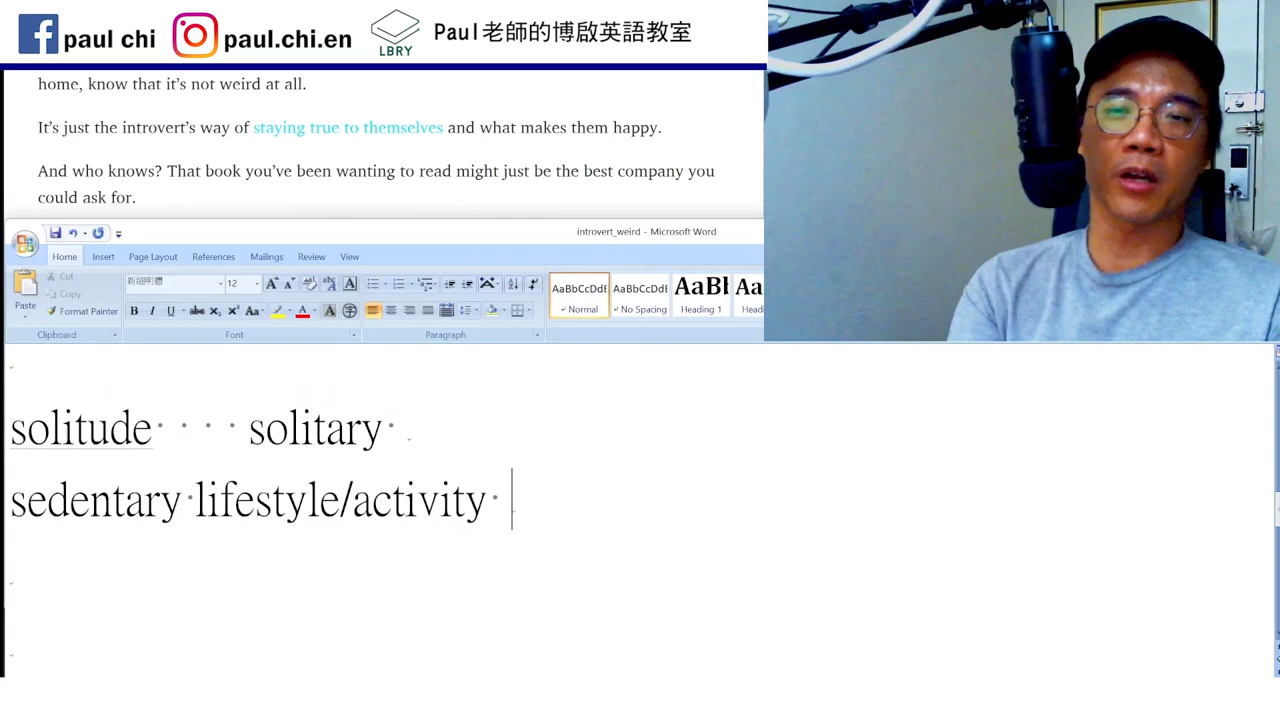 paul chi paul.chi.en LBRY Paul老師的博啟英語教室
home, know that it's not weird at all.
It's just the introvert's way of staying true to themselves and what makes them happy.
And who knows? That book you've been wanting to read might just be the best company you
could ask for.
introvert_weird - Microsoft Word
Home Insert Page Layout References Mailings Review View
Paste
Cut
Copy
Format Painter
新細明體 12
AaBbCcDdE AaBbCcDdE AaBb
Normal No Spacing Heading 1
Clipboard Font Paragraph
solitude solitary
sedentary lifestyle/activity